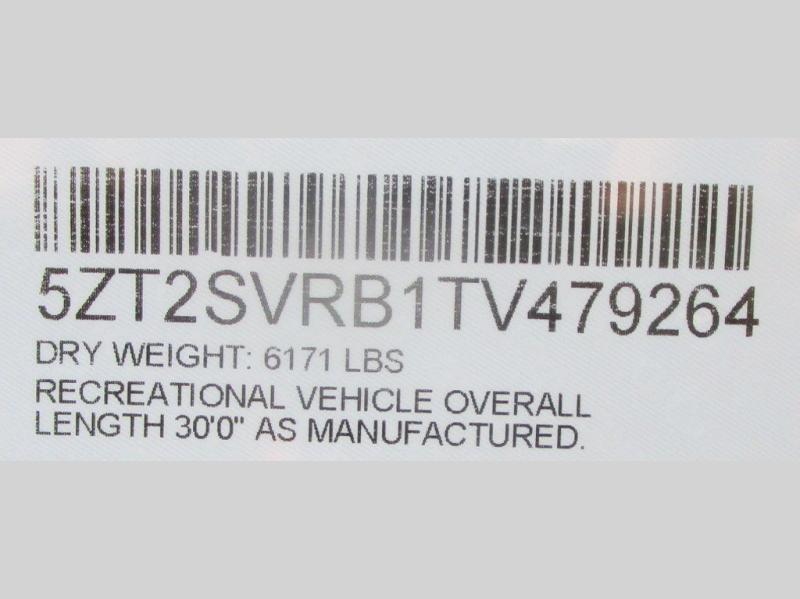 5ZT2SVRB1TV479264
DRY WEIGHT: 6171 LBS
RECREATIONAL VEHICLE OVERALL
LENGTH 30'0" AS MANUFACTURED.